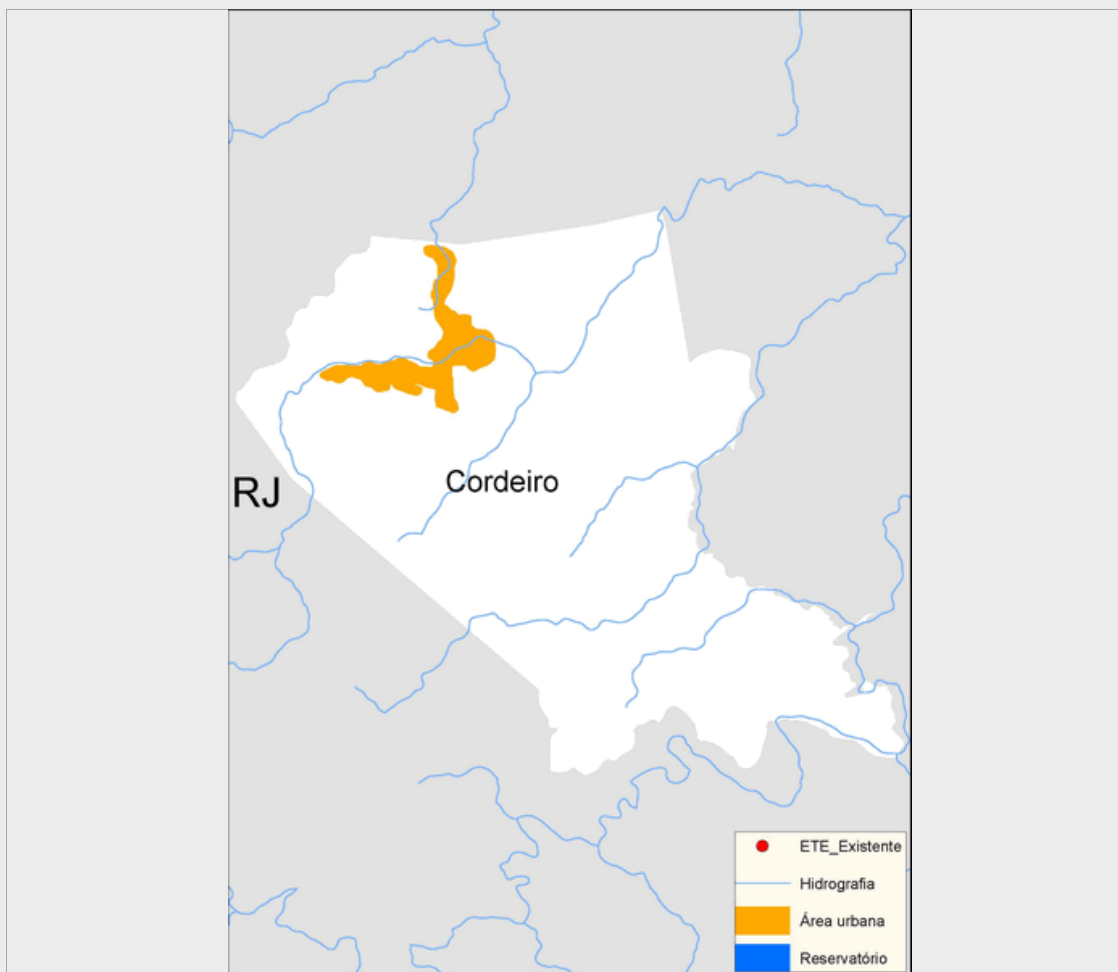 Cordeiro
RJ
ETE_Existente
Hidrografia
Área urbana
Reservatório